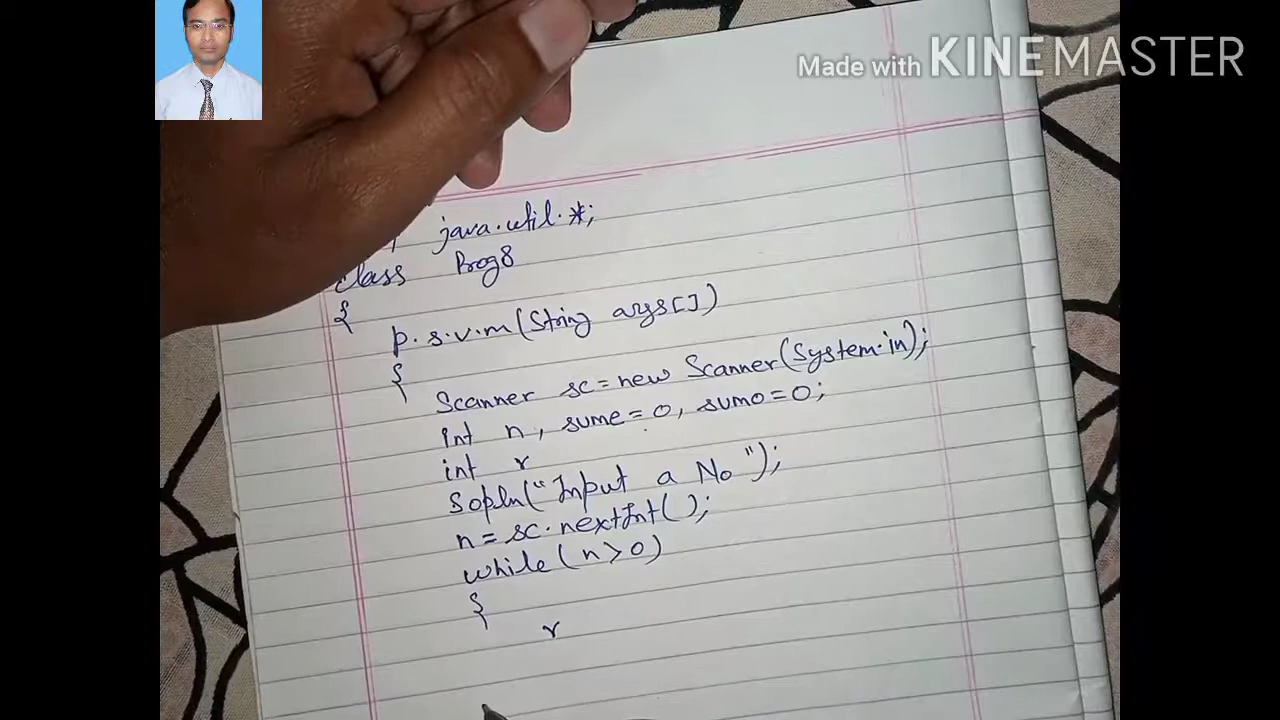 Made with KINEMASTER
java.util.*;
class Prog8
{
p.s.v.m(String args[])
{
Scanner sc=new Scanner(System.in);
int n, sume=0, sumo=0;
int r
Sopln("Input a No");
n=sc.nextInt();
while(n>0)
{
r